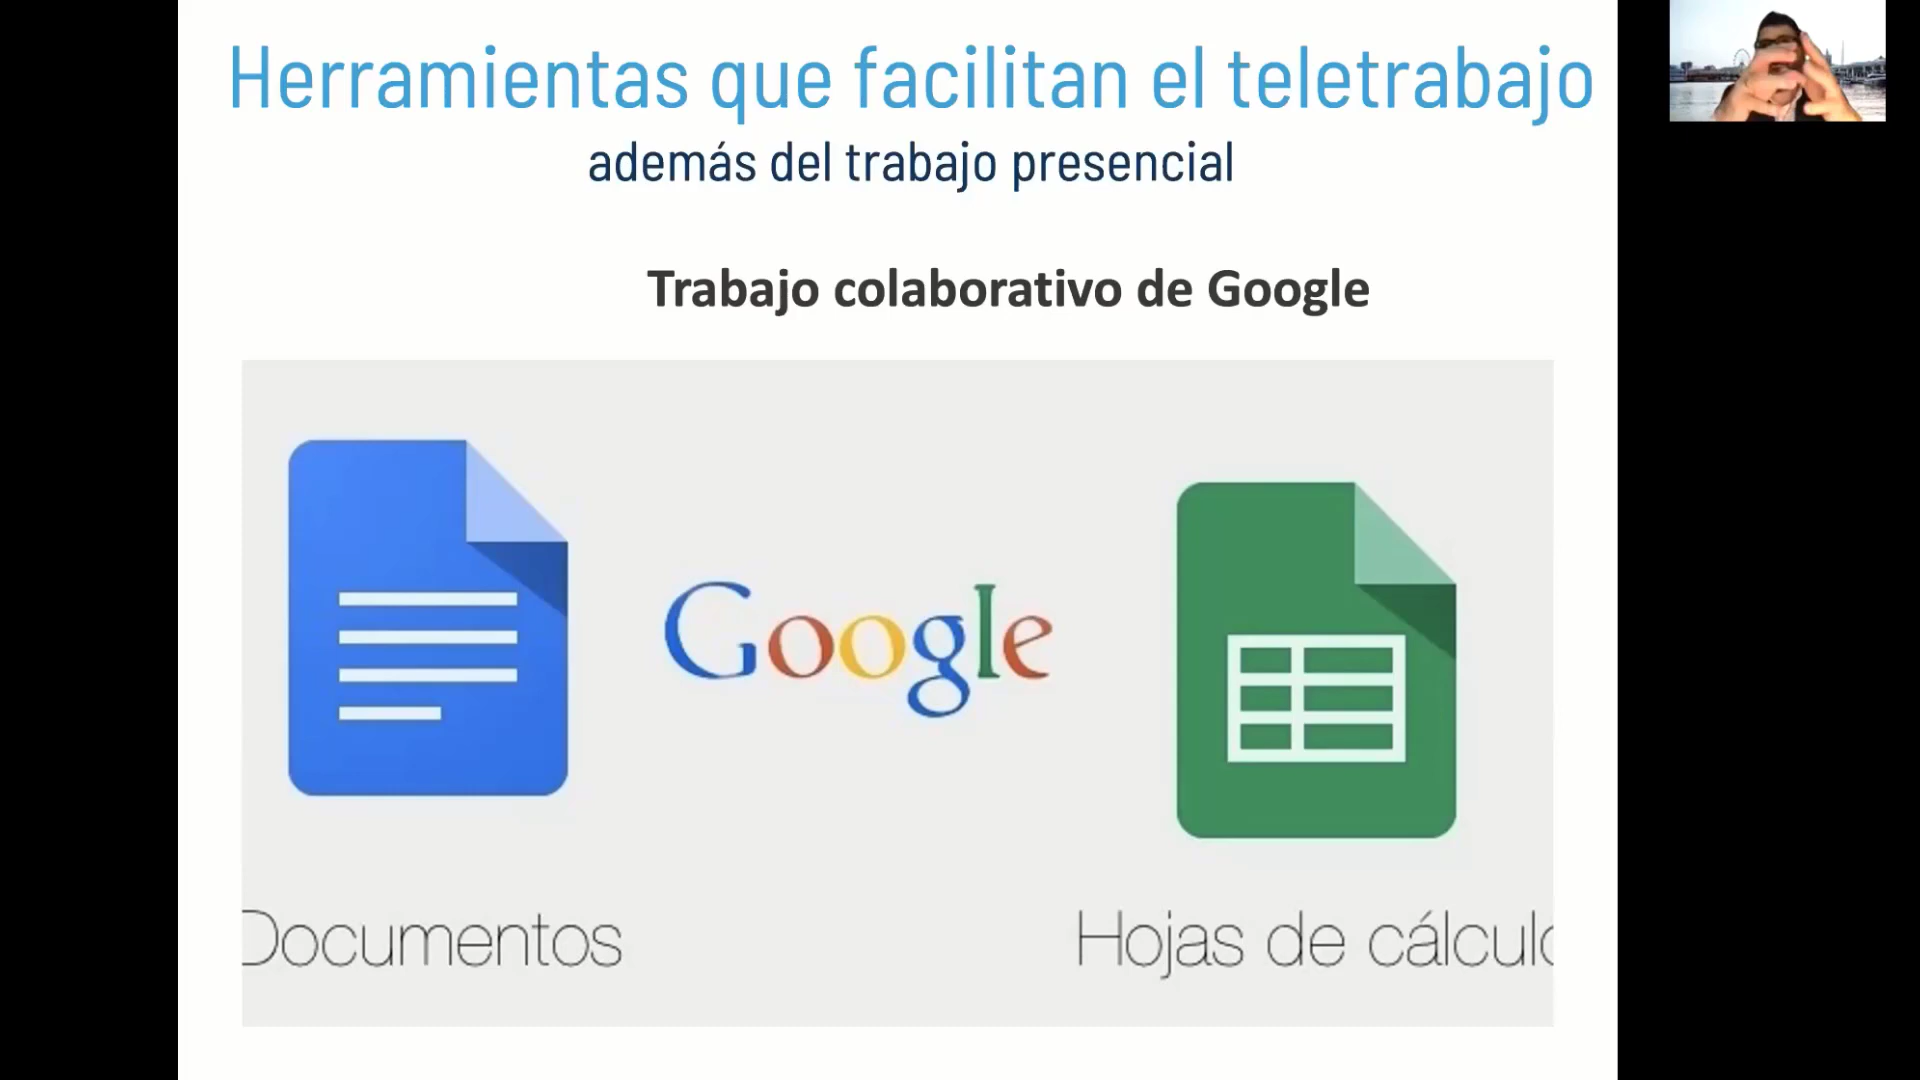 Herramientas que facilitan el teletrabajo
además del trabajo presencial
Trabajo colaborativo de Google
Google
Documentos
Hojas de cálculo